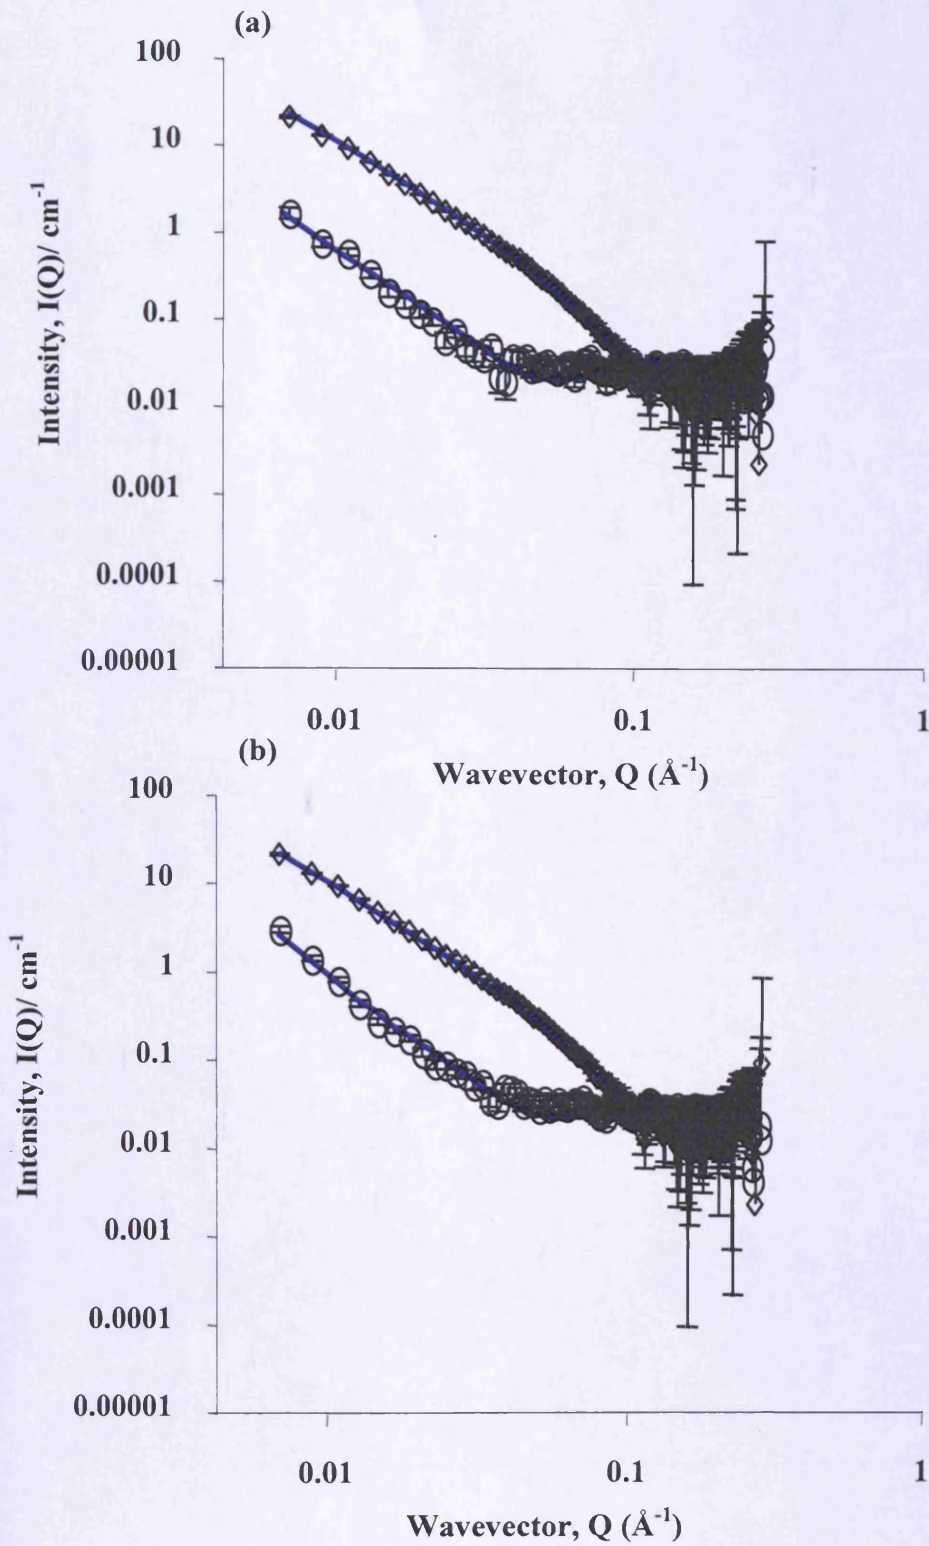 (a)
100
10
1
0.1
0.01
0.001
0.0001
0.00001
Intensity, I(Q)/ cm⁻¹
0.01 0.1 1
Wavevector, Q (Å⁻¹)
(b)
100
10
1
0.1
0.01
0.001
0.0001
0.00001
Intensity, I(Q)/ cm⁻¹
0.01 0.1 1
Wavevector, Q (Å⁻¹)